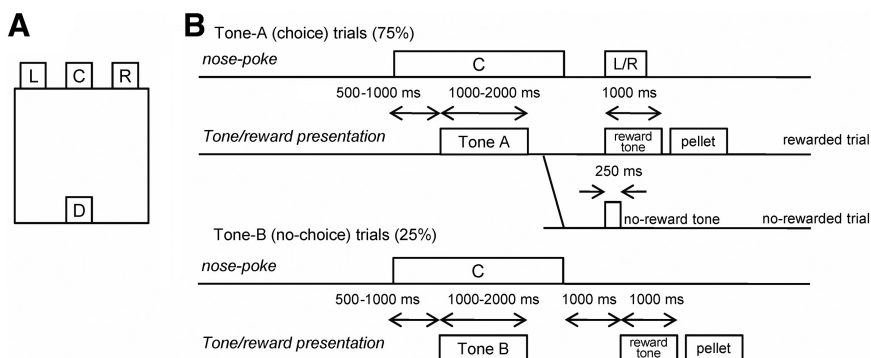 A
L C R
D
B
Tone-A (choice) trials (75%)
nose-poke
C
L/R
500-1000 ms
1000-2000 ms
1000 ms
Tone/reward presentation
Tone A
reward
tone
pellet
rewarded trial
250 ms
no-reward tone
no-rewarded trial
Tone-B (no-choice) trials (25%)
nose-poke
C
500-1000 ms
1000-2000 ms
1000 ms
1000 ms
Tone/reward presentation
Tone B
reward
tone
pellet